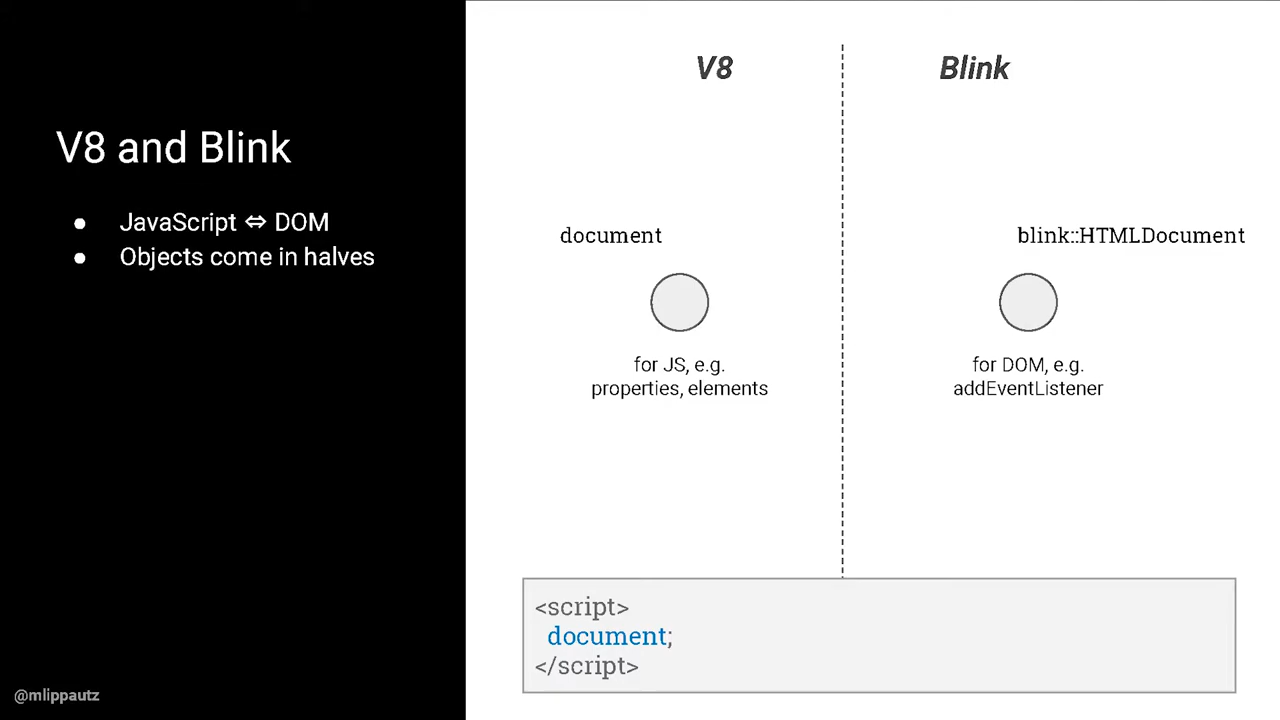 V8 and Blink
● JavaScript ⇔ DOM
● Objects come in halves
@mlippautz
V8
Blink
document
blink::HTMLDocument
for JS, e.g.
properties, elements
for DOM, e.g.
addEventListener
<script>
document;
</script>